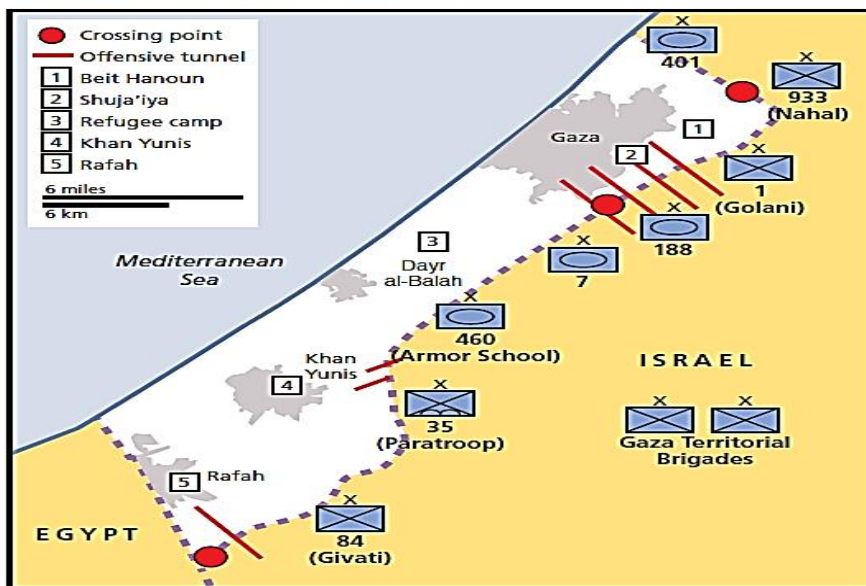 Crossing point
Offensive tunnel
1 Beit Hanoun
2 Shuja'iya
3 Refugee camp
4 Khan Yunis
5 Rafah
6 miles
6 km
X
401
X
933
(Nahal)
1
Gaza
2
X
1
(Golani)
X
188
X
7
Mediterranean
Sea
3
Dayr
al-Balah
X
460
(Armor School)
Khan
Yunis
4
ISRAEL
X
35
(Paratroop)
X X
Gaza Territorial
Brigades
5 Rafah
X
84
(Givati)
EGYPT